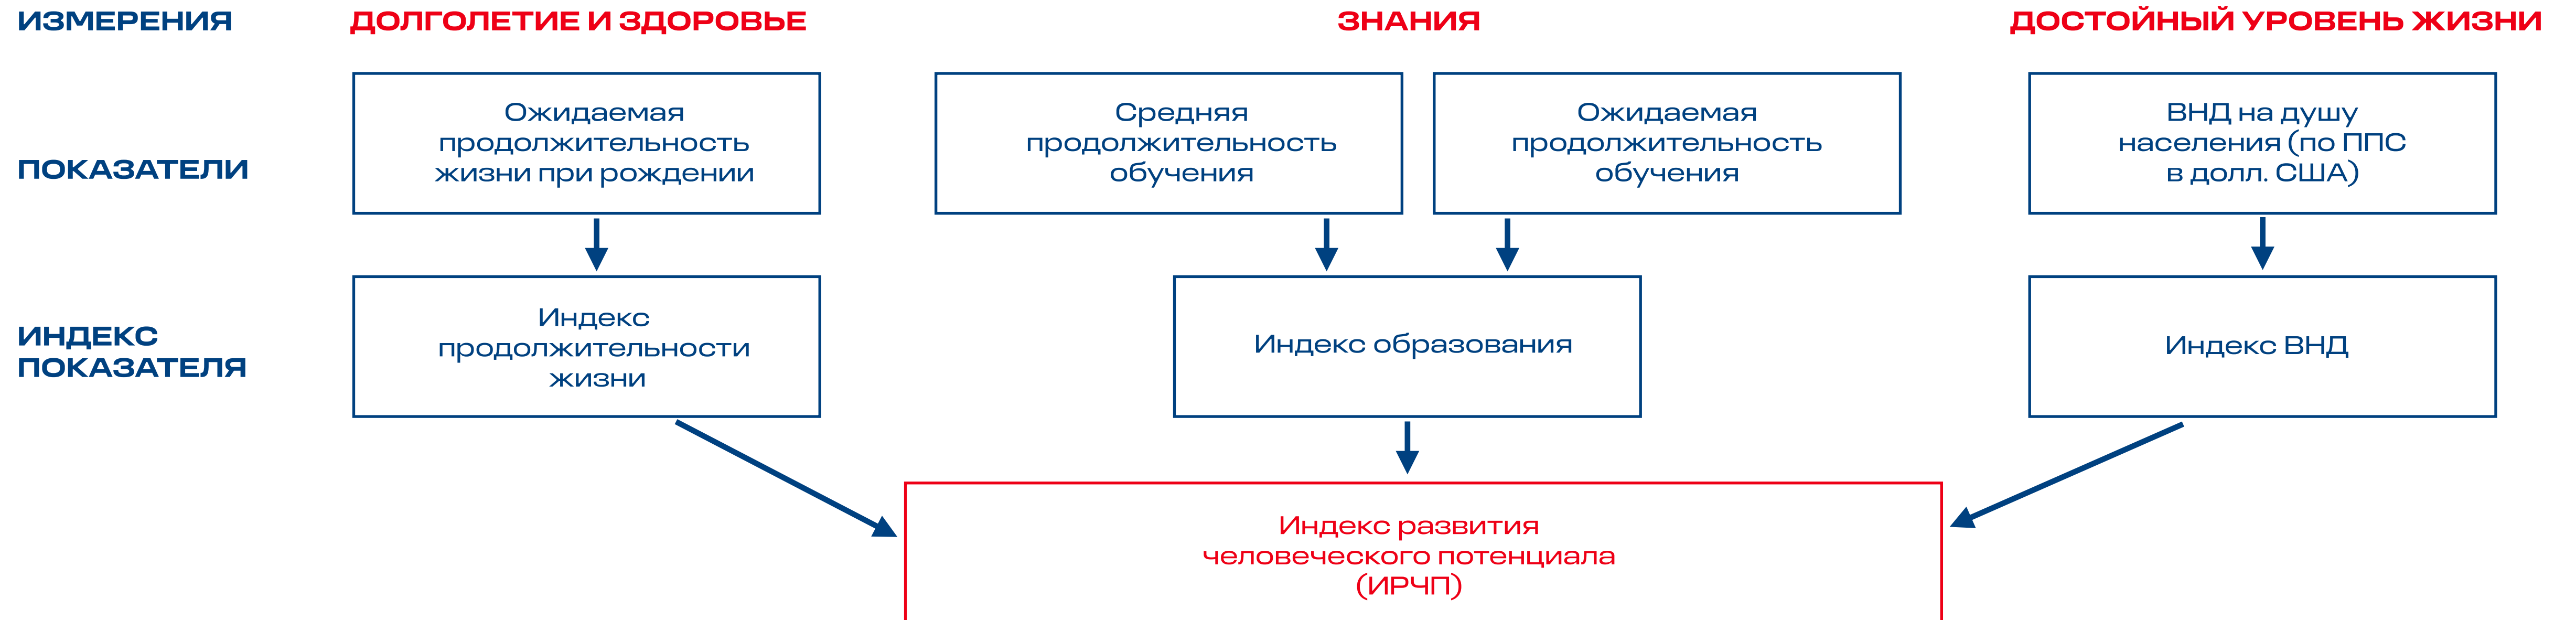 ИЗМЕРЕНИЯ
ДОЛГОЛЕТИЕ И ЗДОРОВЬЕ
ЗНАНИЯ
ДОСТОЙНЫЙ УРОВЕНЬ ЖИЗНИ
ПОКАЗАТЕЛИ
Ожидаемая
продолжительность
жизни при рождении
Средняя
продолжительность
обучения
Ожидаемая
продолжительность
обучения
ВНД на душу
населения (по ППС
в долл. США)
ИНДЕКС
ПОКАЗАТЕЛЯ
Индекс
продолжительности
жизни
Индекс образования
Индекс ВНД
Индекс развития
человеческого потенциала
(ИРЧП)